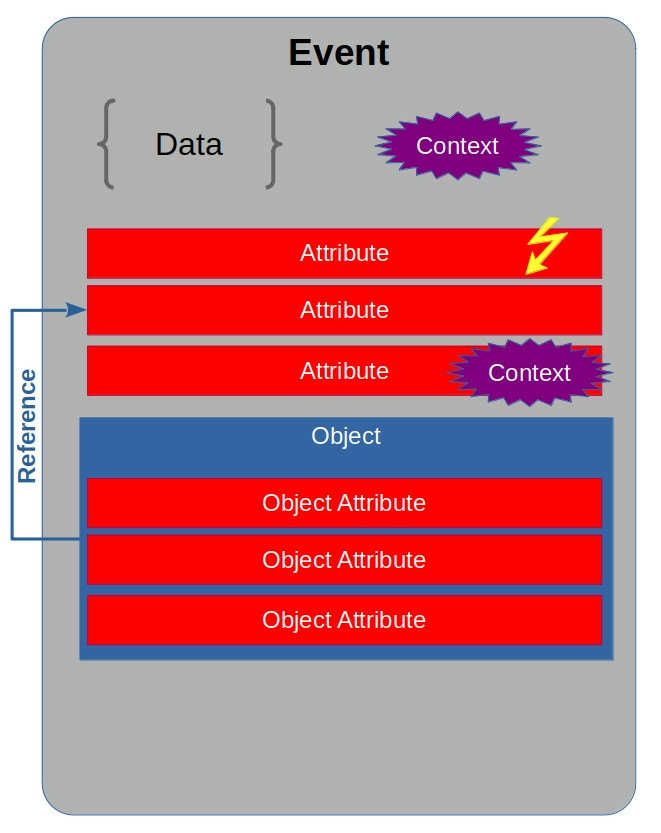 Event
{ Data }
Context
Attribute
Attribute
Attribute
Context
Reference
Object
Object Attribute
Object Attribute
Object Attribute